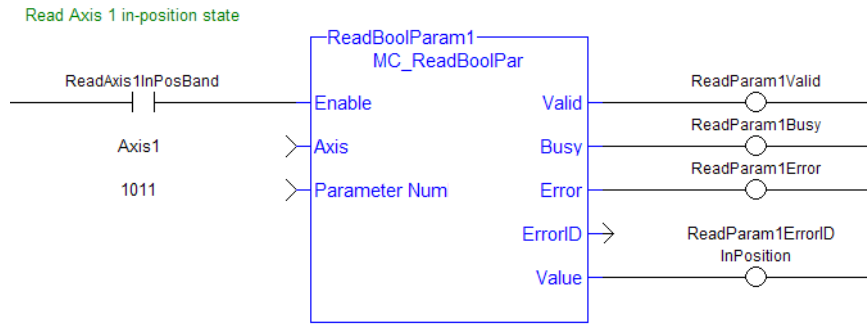 Read Axis 1 in-position state
ReadBoolParam1
MC_ReadBoolPar
ReadAxis1InPosBand
ReadParam1Valid
Enable
Valid
ReadParam1Busy
Axis1
Axis
Busy
ReadParam1Error
1011
Parameter Num
Error
ErrorID
ReadParam1ErrorID
InPosition
Value